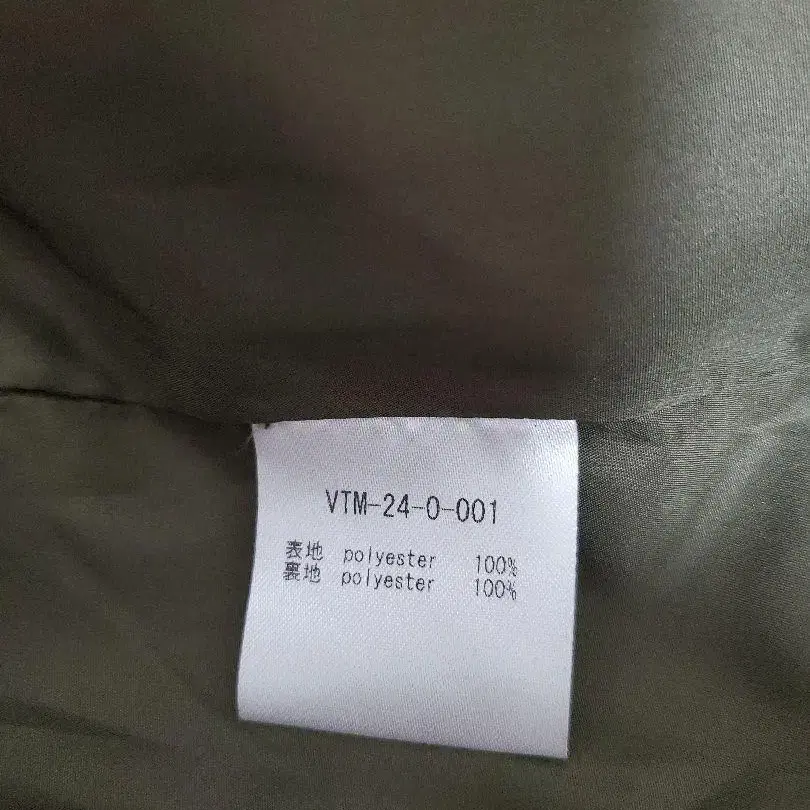 VTM-24-0-001
表地 polyester 100%
裏地 polyester 100%